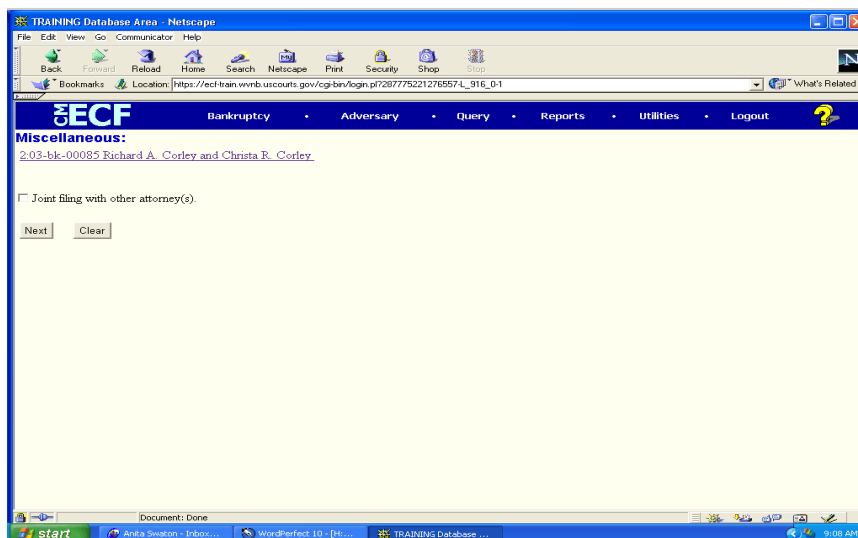 TRAINING Database Area - Netscape
File Edit View Go Communicator Help
Back Forward Reload Home Search Netscape Print Security Shop Stop
Bookmarks Location: https://ecf-train.wvnb.uscourts.gov/cgi-bin/login.pl?287775221276557-L_916_0-1 What's Related
CM ECF Bankruptcy • Adversary • Query • Reports • Utilities • Logout ?
Miscellaneous:
2:03-bk-00085 Richard A. Corley and Christa R. Corley
Joint filing with other attorney(s).
Next Clear
Document: Done
start Anita Swaton - Inbox... WordPerfect 10 - [H:... TRAINING Database ... 9:08 AM